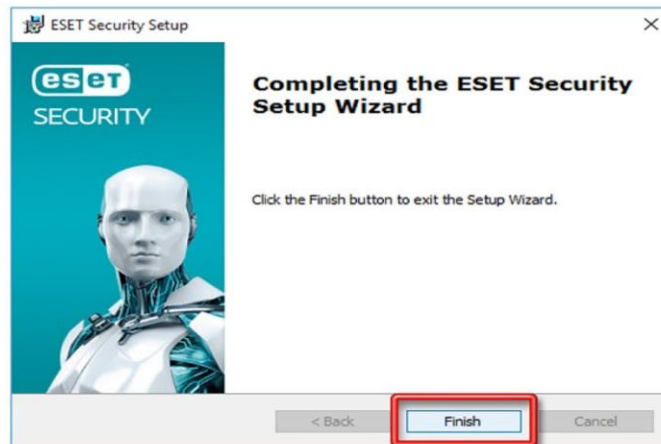 ESET Security Setup
eset
SECURITY
Completing the ESET Security
Setup Wizard
Click the Finish button to exit the Setup Wizard.
< Back
Finish
Cancel